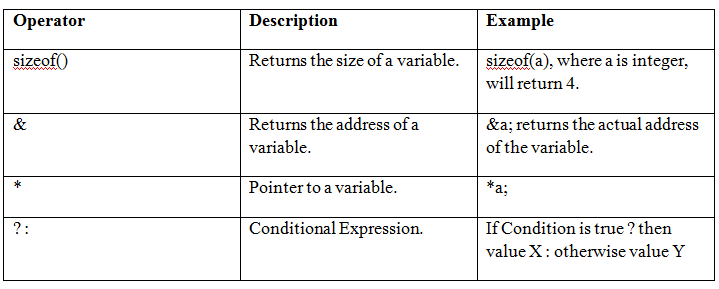 Operator Description Example
sizeof() Returns the size of a variable. sizeof(a), where a is integer,
will return 4.
& Returns the address of a &a; returns the actual address
variable. of the variable.
* Pointer to a variable. *a;
? : Conditional Expression. If Condition is true ? then
value X : otherwise value Y